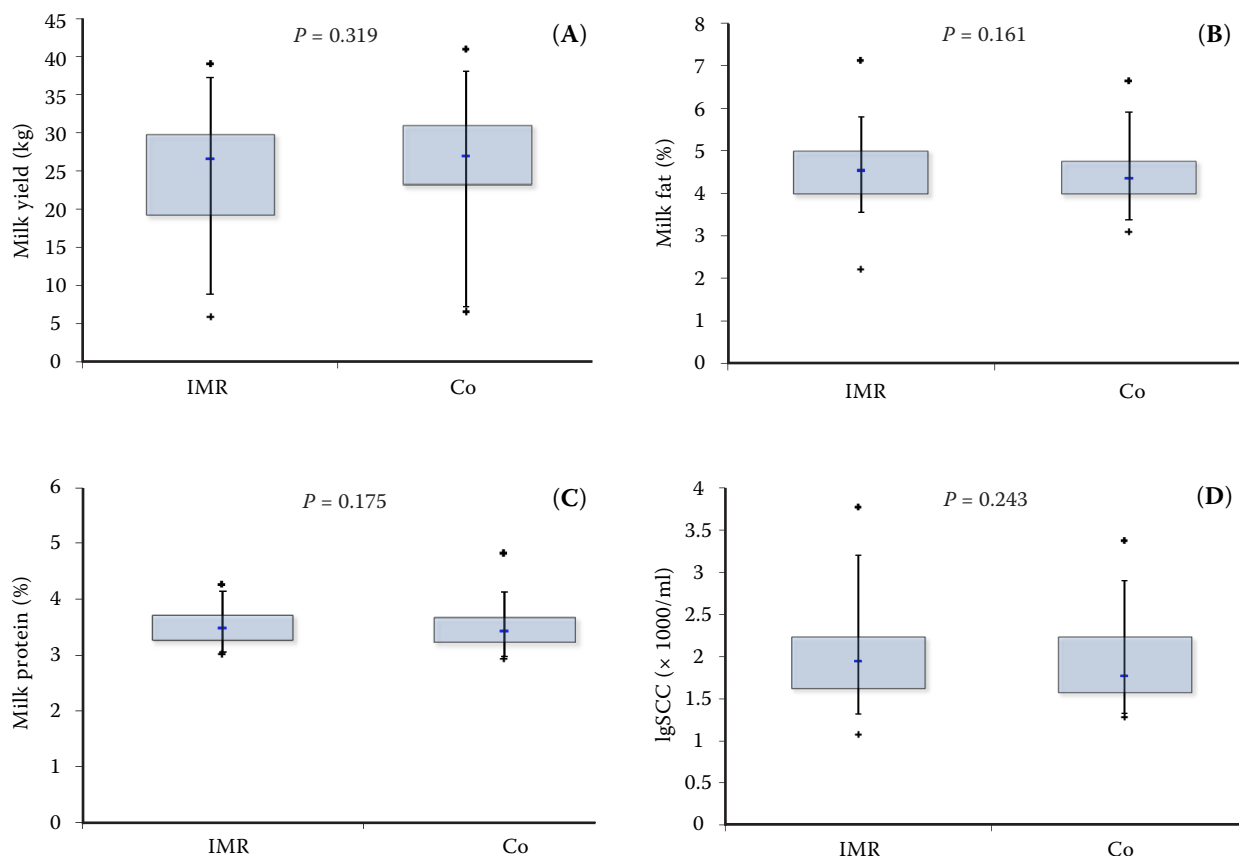 P = 0.319
(A)
Milk yield (kg)
45
40
35
30
25
20
15
10
5
0
IMR
Co
P = 0.161
(B)
Milk fat (%)
8
7
6
5
4
3
2
1
0
IMR
Co
P = 0.175
(C)
Milk protein (%)
6
5
4
3
2
1
0
IMR
Co
P = 0.243
(D)
lgSCC (× 1000/ml)
4
3.5
3
2.5
2
1.5
1
0.5
0
IMR
Co